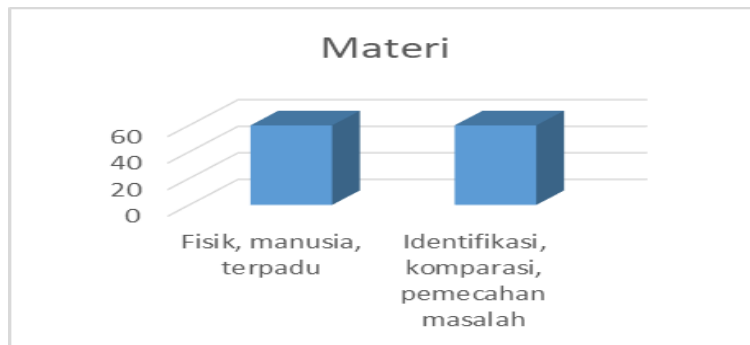 Materi
60
40
20
0
Fisik, manusia,
terpadu
Identifikasi,
komparasi,
pemecahan
masalah